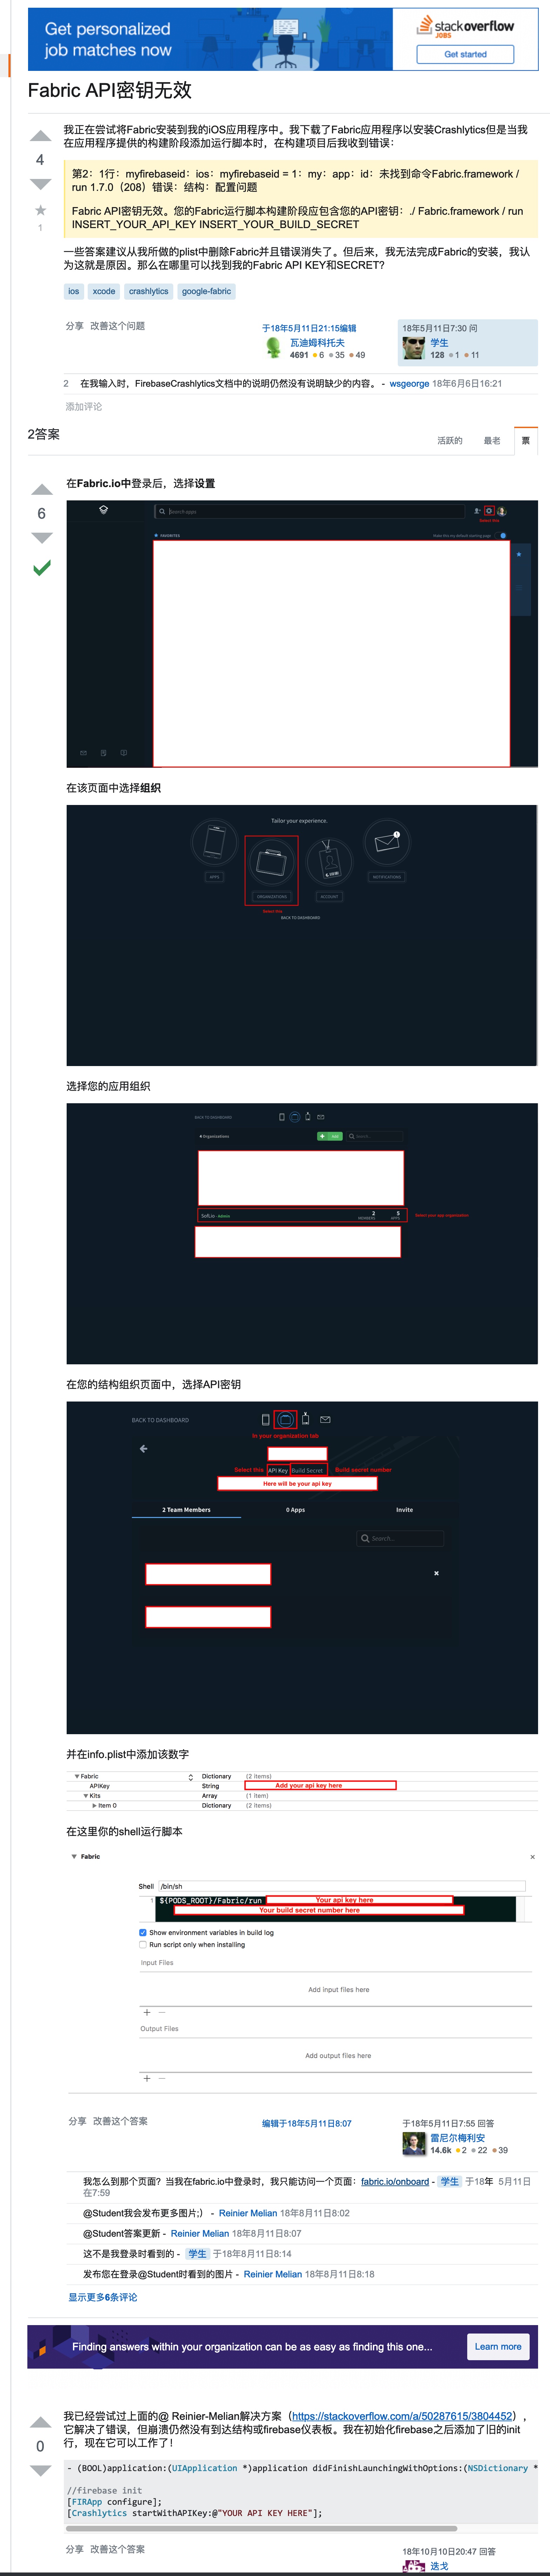 Get personalized
job matches now
stackoverflow
JOBS
Get started
Fabric API密钥无效
我正在尝试将Fabric安装到我的iOS应用程序中。我下载了Fabric应用程序以安装Crashlytics但是当我
在应用程序提供的构建阶段添加运行脚本时，在构建项目后我收到错误：
4
1
第2：1行：myfirebaseid：ios：myfirebaseid = 1：my：app：id：未找到命令Fabric.framework /
run 1.7.0（208）错误：结构：配置问题
Fabric API密钥无效。您的Fabric运行脚本构建阶段应包含您的API密钥：./ Fabric.framework / run
INSERT_YOUR_API_KEY INSERT_YOUR_BUILD_SECRET
一些答案建议从我所做的plist中删除Fabric并且错误消失了。但后来，我无法完成Fabric的安装，我认
为这就是原因。那么在哪里可以找到我的Fabric API KEY和SECRET？
ios xcode crashlytics google-fabric
分享 改善这个问题
于18年5月11日21:15编辑
瓦迪姆科托夫
4691 6 35 49
18年5月11日7:30 问
学生
128 1 11
2 在我输入时，FirebaseCrashlytics文档中的说明仍然没有说明缺少的内容。 - wsgeorge 18年6月6日16:21
添加评论
2答案
活跃的 最老 票
6
在Fabric.io中登录后，选择设置
Select this
FAVORITES
Make this my default landing page
在该页面中选择组织
Tailor your experience.
APPS
ORGANIZATIONS
ACCOUNT
NOTIFICATIONS
Select this
BACK TO DASHBOARD
选择您的应用组织
BACK TO DASHBOARD
4 Organizations
Add
Search...
SofLio - Admin
2
MEMBERS
5
APPS
Select your app organization
在您的结构组织页面中，选择API密钥
BACK TO DASHBOARD
In your organization tab
Select this
API Key
Build Secret
Build secret number
Here will be your api key
2 Team Members
0 Apps
Invite
Search...
并在info.plist中添加该数字
Fabric Dictionary (2 items)
APIKey String Add your api key here
Kits Array (1 item)
Item 0 Dictionary (2 items)
在这里你的shell运行脚本
Fabric
Shell /bin/sh
1 ${PODS_ROOT}/Fabric/run Your api key here
Your build secret number here
Show environment variables in build log
Run script only when installing
Input Files
Add input files here
Output Files
Add output files here
分享 改善这个答案
编辑于18年5月11日8:07
于18年5月11日7:55 回答
雷尼尔梅利安
14.6k 2 22 39
我怎么到那个页面？当我在fabric.io中登录时，我只能访问一个页面：fabric.io/onboard - 学生 于18年 5月11日
在7:59
@Student我会发布更多图片;） - Reinier Melian 18年8月11日8:02
@Student答案更新 - Reinier Melian 18年8月11日8:07
这不是我登录时看到的 - 学生 于18年8月11日8:14
发布您在登录@Student时看到的图片 - Reinier Melian 18年8月11日8:18
显示更多6条评论
Finding answers within your organization can be as easy as finding this one...
Learn more
我已经尝试过上面的@ Reinier-Melian解决方案（https://stackoverflow.com/a/50287615/3804452），
它解决了错误，但崩溃仍然没有到达结构或firebase仪表板。我在初始化firebase之后添加了旧的init
行，现在它可以工作了！
0
- (BOOL)application:(UIApplication *)application didFinishLaunchingWithOptions:(NSDictionary *
//firebase init
[FIRApp configure];
[Crashlytics startWithAPIKey:@"YOUR API KEY HERE"];
分享 改善这个答案
18年10月10日20:47 回答
迭戈